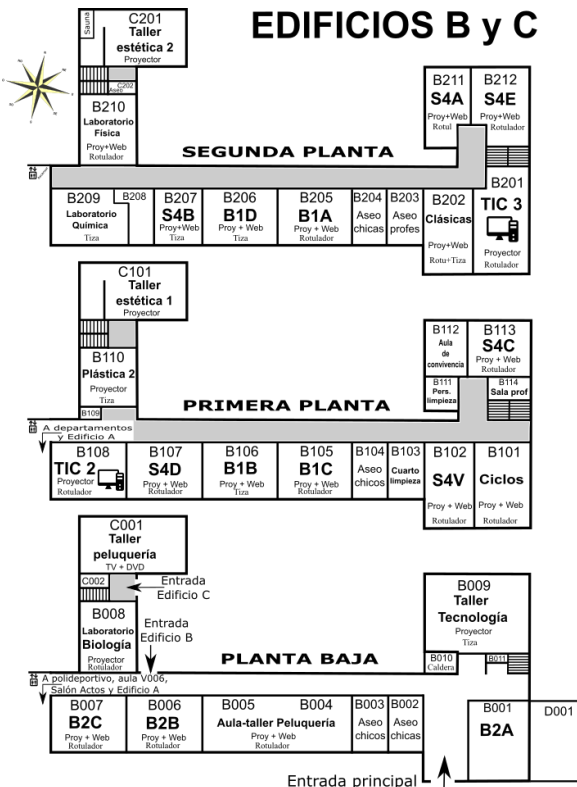 EDIFICIOS B y C
Sauna
C201
Taller
estética 2
Proyector
C202
Aseo
B210
Laboratorio
Física
Proy+Web
Rotulador
B211
S4A
Proy+Web
Rotul
B212
S4E
Proy+Web
Rotulador
SEGUNDA PLANTA
B209
Laboratorio
Química
Tiza
B208
B207
S4B
Proy+Web
Tiza
B206
B1D
Proy + Web
Tiza
B205
B1A
Proy + Web
Rotulador
B204
Aseo
chicas
B203
Aseo
profes
B202
Clásicas
Proy+Web
Rotu+Tiza
B201
TIC 3
Proyector
Rotulador
C101
Taller
estética 1
Proyector
B110
Plástica 2
Proyector
Tiza
B109
B112
Aula
de
convivencia
B113
S4C
Proy + Web
Rotulador
B111
Pers.
limpieza
B114
Sala prof
PRIMERA PLANTA
A departamentos
y Edificio A
B108
TIC 2
Proyector
Rotulador
B107
S4D
Proy + Web
Rotulador
B106
B1B
Proy + Web
Tiza
B105
B1C
Proy + Web
Rotulador
B104
Aseo
chicos
B103
Cuarto
limpieza
B102
S4V
Proy + Web
Rotulador
B101
Ciclos
Proy + Web
Rotulador
C001
Taller
peluquería
TV + DVD
C002
Entrada
Edificio C
B008
Laboratorio
Biología
Proyector
Rotulador
Entrada
Edificio B
B009
Taller
Tecnología
Proyector
Tiza
B010
Caldera
B011
PLANTA BAJA
A polideportivo, aula V006,
Salón Actos y Edificio A
B007
B2C
Proy + Web
Rotulador
B006
B2B
Proy + Web
Rotulador
B005 B004
Aula-taller Peluquería
Proy + Web
Rotulador
B003
Aseo
chicos
B002
Aseo
chicas
B001
B2A
D001
Entrada principal